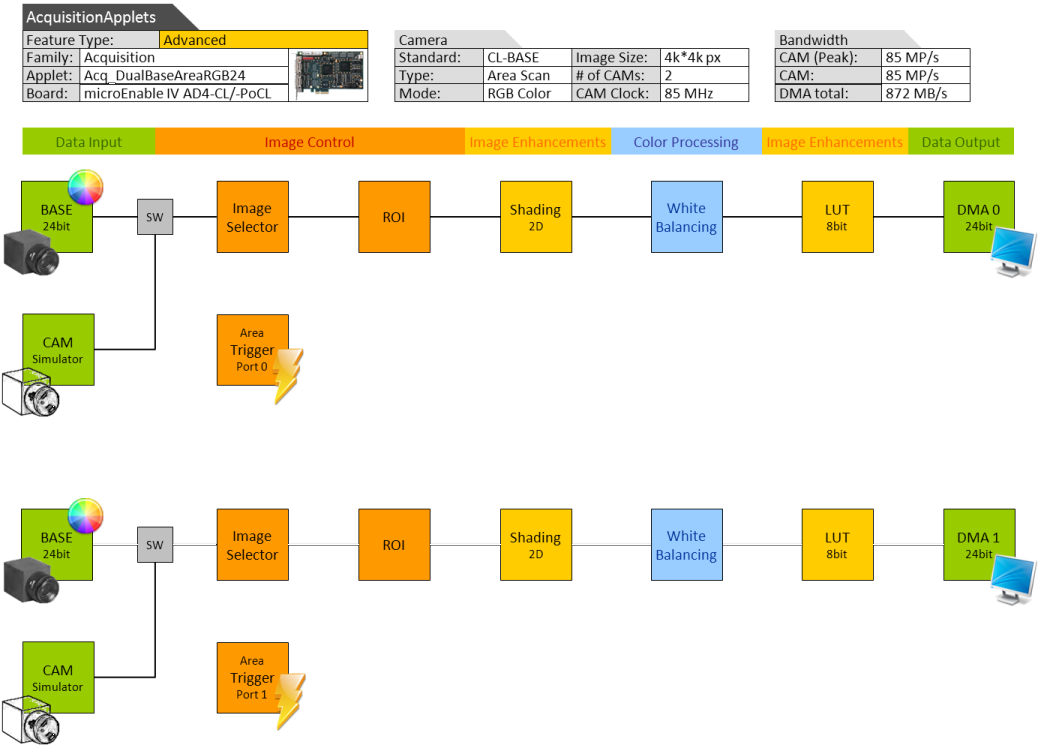 AcquisitionApplets
Feature Type: Advanced
Family: Acquisition
Applet: Acq_DualBaseAreaRGB24
Board: microEnable IV AD4-CL/-PoCL
Camera
Standard: CL-BASE Image Size: 4k*4k px
Type: Area Scan # of CAMs: 2
Mode: RGB Color CAM Clock: 85 MHz
Bandwidth
CAM (Peak): 85 MP/s
CAM: 85 MP/s
DMA total: 872 MB/s
Data Input Image Control Image Enhancements Color Processing Image Enhancements Data Output
BASE
24bit
SW
Image
Selector
ROI
Shading
2D
White
Balancing
LUT
8bit
DMA 0
24bit
CAM
Simulator
Area
Trigger
Port 0
BASE
24bit
SW
Image
Selector
ROI
Shading
2D
White
Balancing
LUT
8bit
DMA 1
24bit
CAM
Simulator
Area
Trigger
Port 1